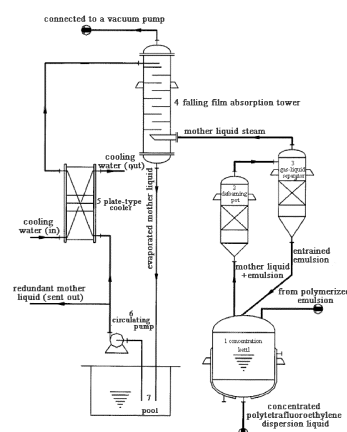 connected to a vacuum pump
4 falling film absorption tower
mother liquid steam
cooling
water (out)
5 plate-type
cooler
cooling
water (in)
evaporated mother liquid
3
gas-liquid
separator
2
defoaming
pot
entrained
emulsion
mother liquid
+emulsion
redundant mother
liquid (sent out)
6
circulating
pump
from polymerized
emulsion
1 concentration
kettl
7
pool
concentrated
polytetrafluoroethylene
dispersion liquid